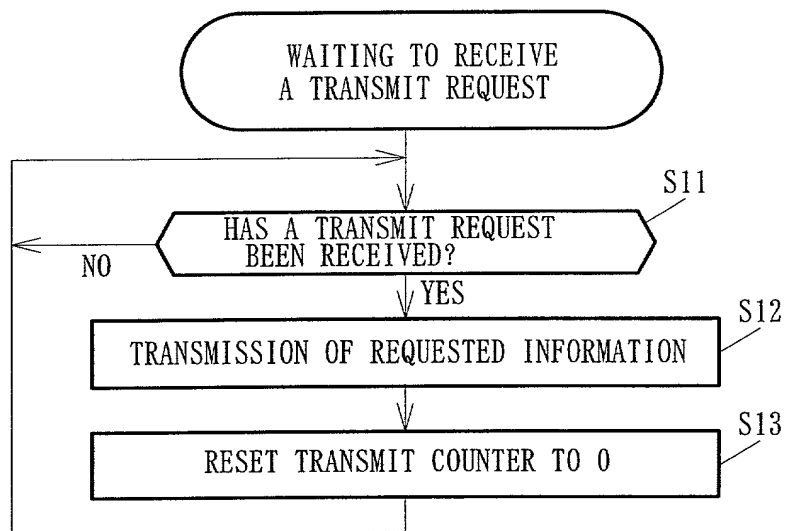 WAITING TO RECEIVE
A TRANSMIT REQUEST
S11
HAS A TRANSMIT REQUEST
BEEN RECEIVED?
NO
YES
S12
TRANSMISSION OF REQUESTED INFORMATION
S13
RESET TRANSMIT COUNTER TO 0